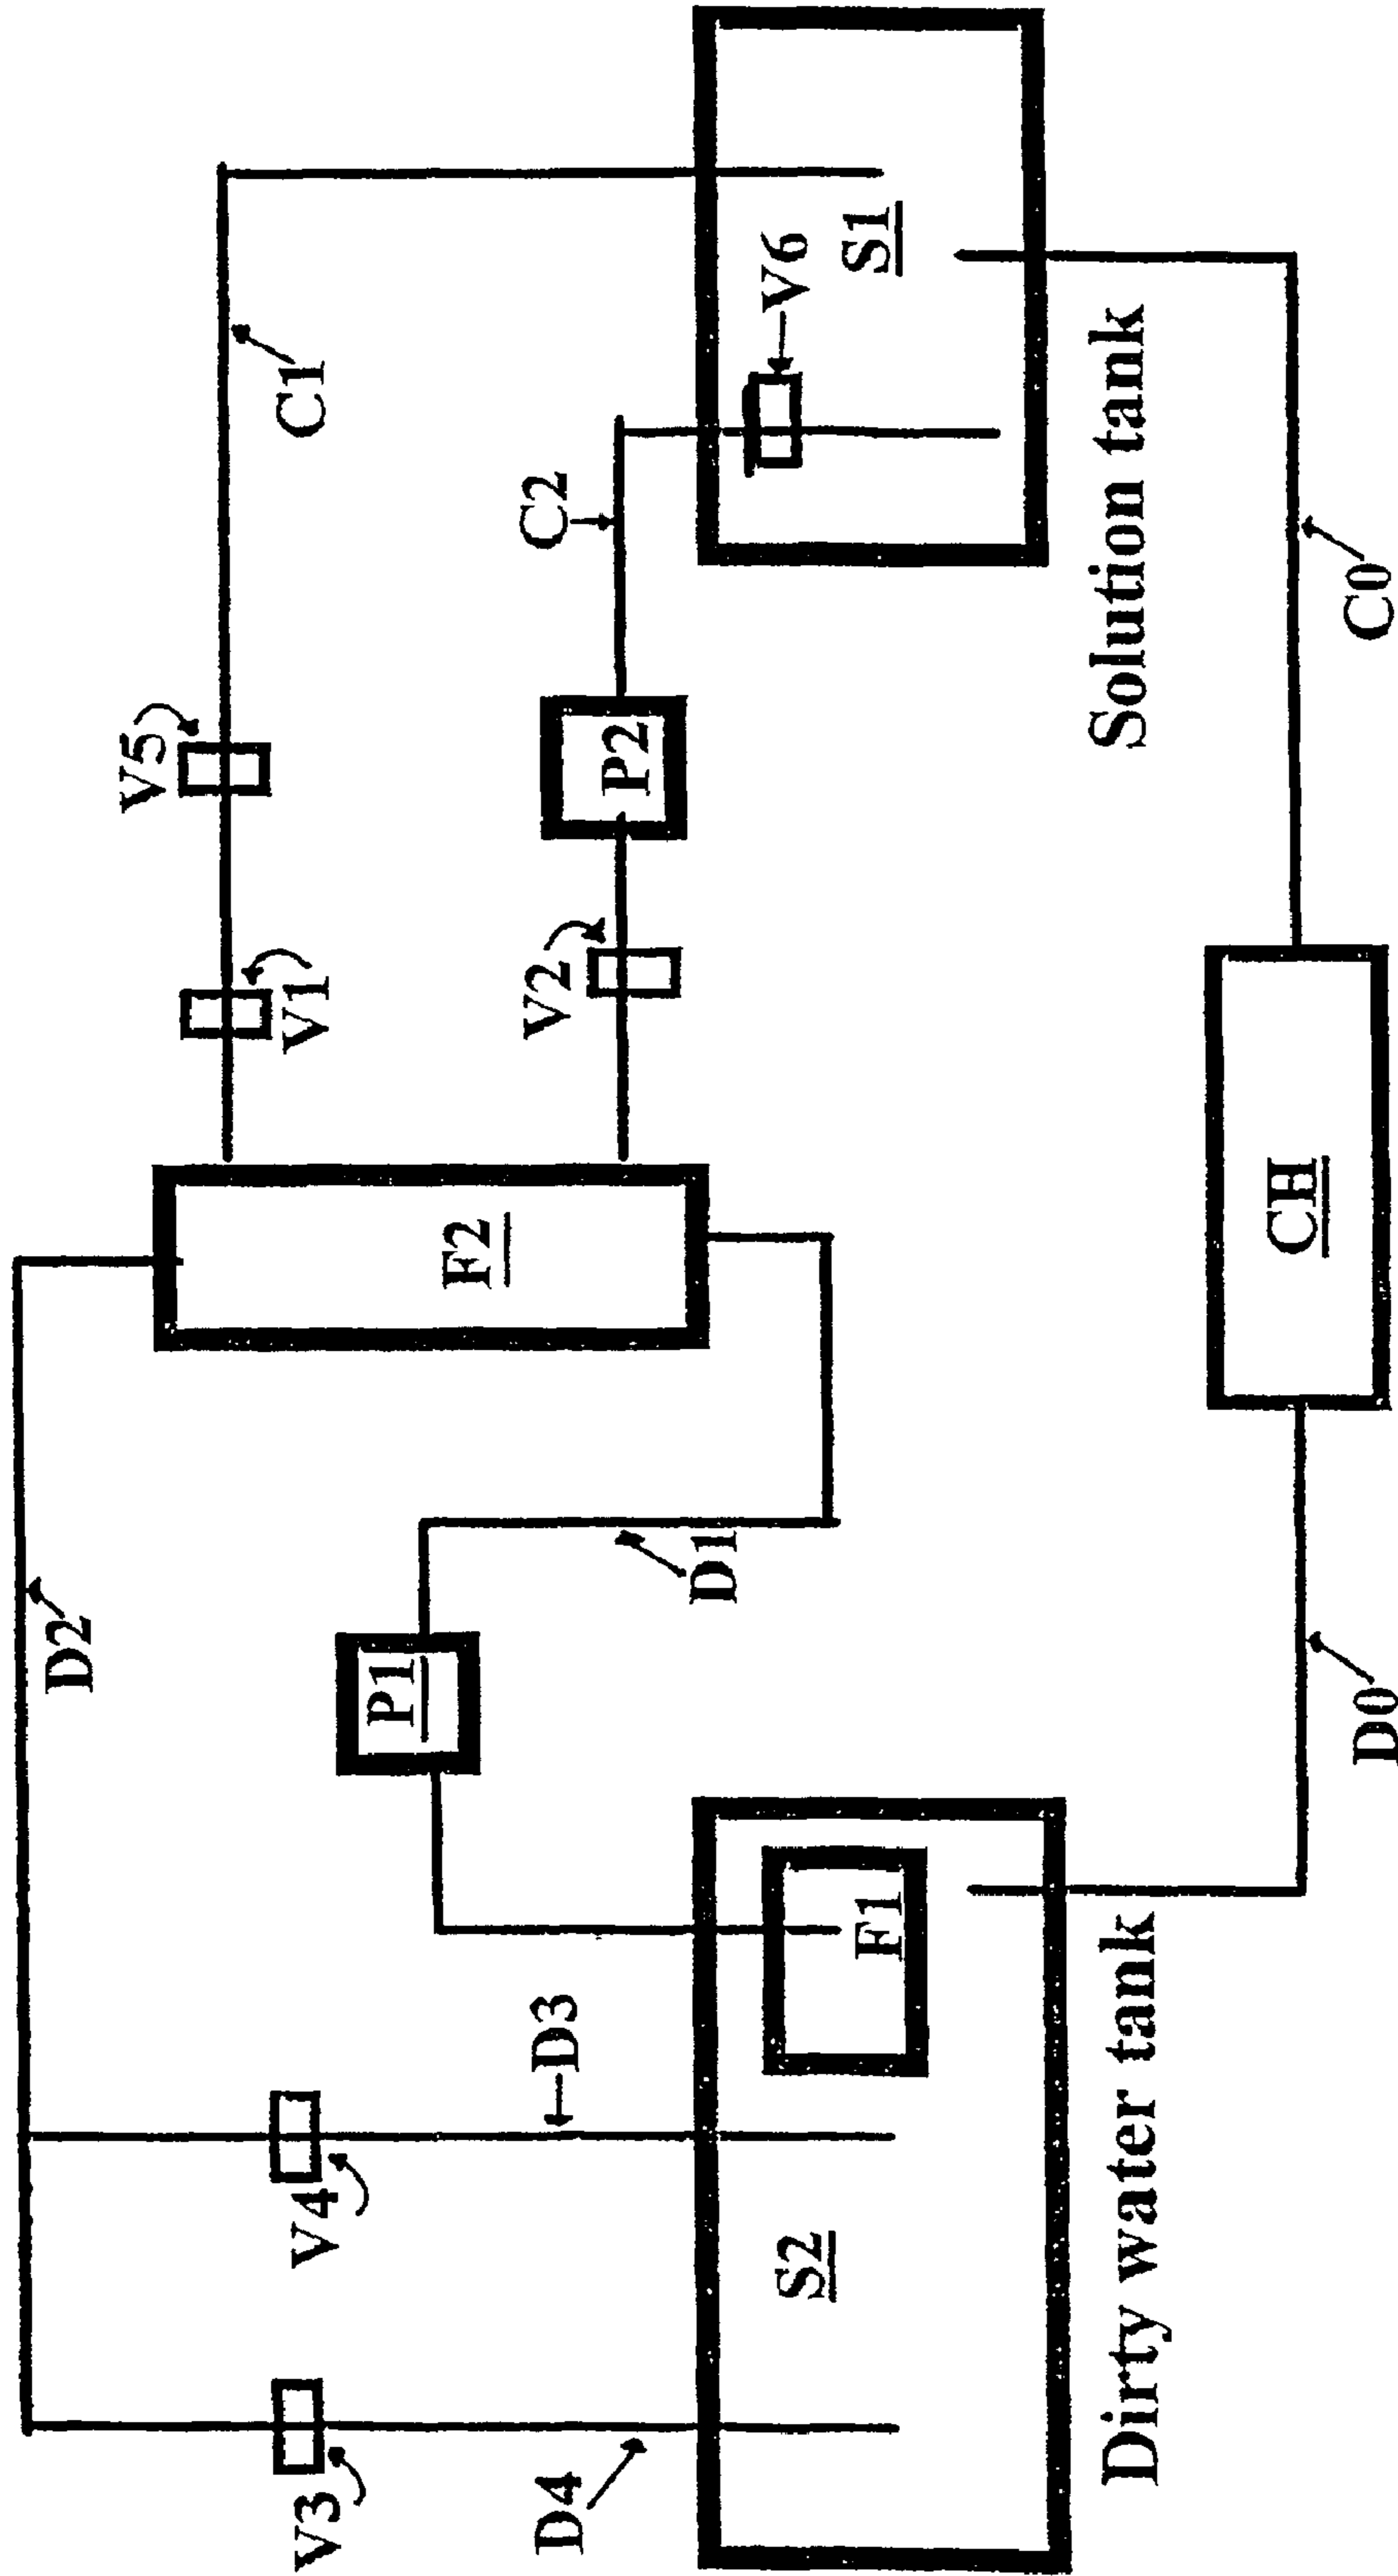 D2
V3
V4
D4
D3
P1
D1
F2
V1
V5
C1
V2
P2
C2
V6
S1
S2
F1
Dirty water tank
Solution tank
D0
CH
C0